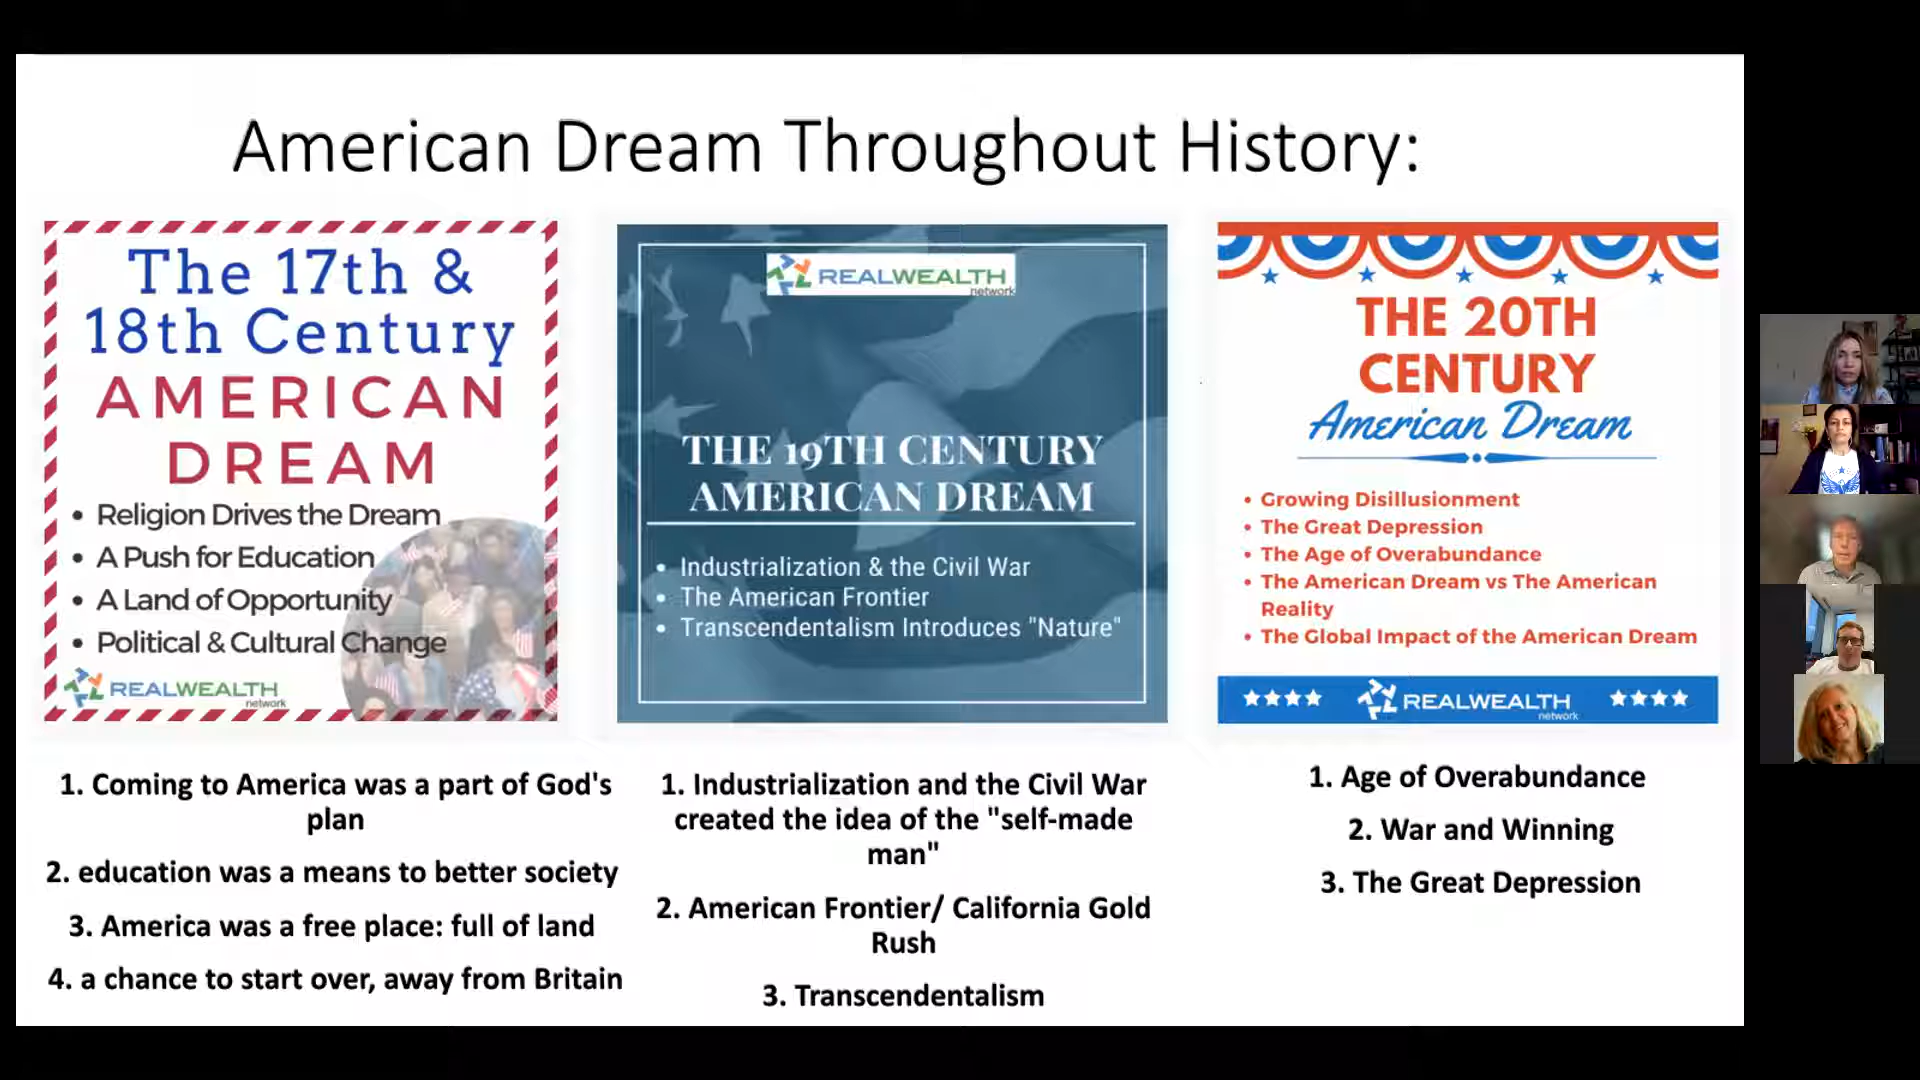 American Dream Throughout History:
The 17th &
18th Century
AMERICAN
DREAM
• Religion Drives the Dream
• A Push for Education
• A Land of Opportunity
• Political & Cultural Change
REALWEALTH
network
1. Coming to America was a part of God's
plan
2. education was a means to better society
3. America was a free place: full of land
4. a chance to start over, away from Britain
REALWEALTH
network
THE 19TH CENTURY
AMERICAN DREAM
• Industrialization & the Civil War
• The American Frontier
• Transcendentalism Introduces "Nature"
1. Industrialization and the Civil War
created the idea of the "self-made
man"
2. American Frontier/ California Gold
Rush
3. Transcendentalism
THE 20TH
CENTURY
American Dream
• Growing Disillusionment
• The Great Depression
• The Age of Overabundance
• The American Dream vs The American
Reality
• The Global Impact of the American Dream
REALWEALTH
network
1. Age of Overabundance
2. War and Winning
3. The Great Depression